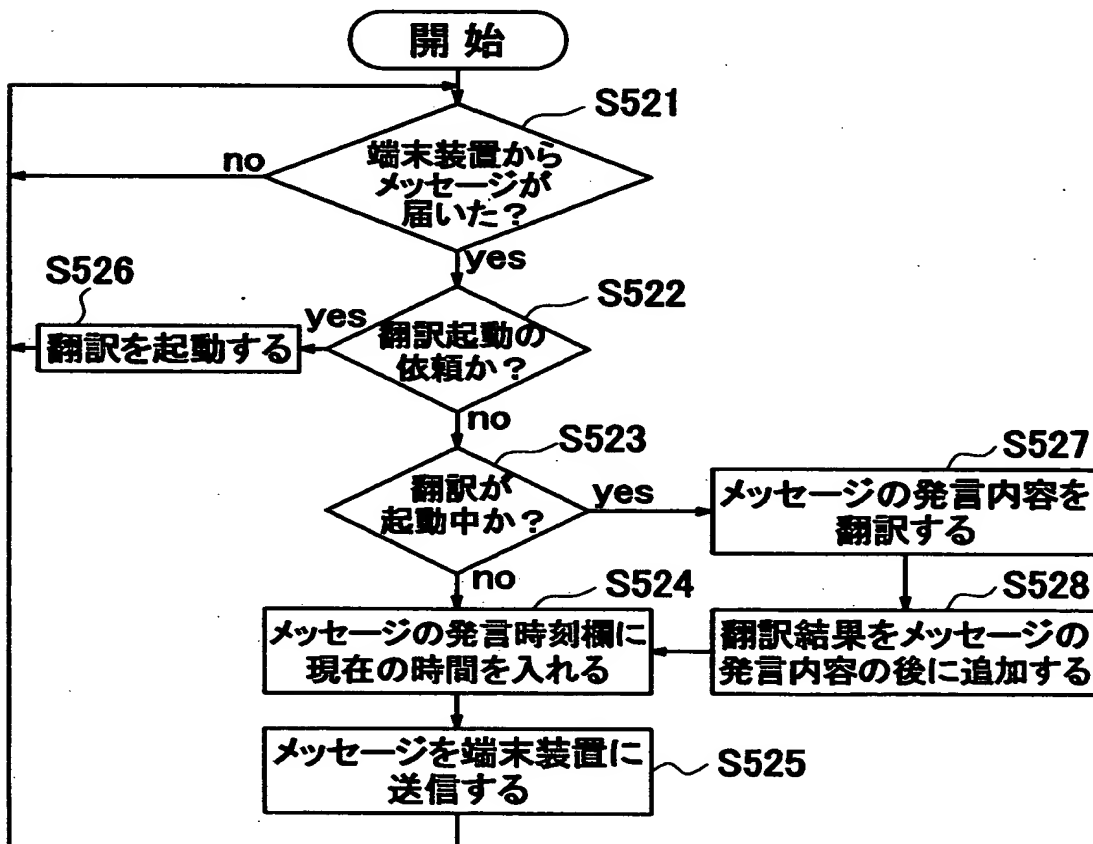 開始
S521
端末装置から
メッセージが
届いた？
no
yes
S526
S522
翻訳を起動する
yes
翻訳起動の
依頼か？
no
S523
翻訳が
起動中か？
yes
no
S527
メッセージの発言内容を
翻訳する
S524
S528
メッセージの発言時刻欄に
現在の時間を入れる
翻訳結果をメッセージの
発言内容の後に追加する
メッセージを端末装置に
送信する
S525